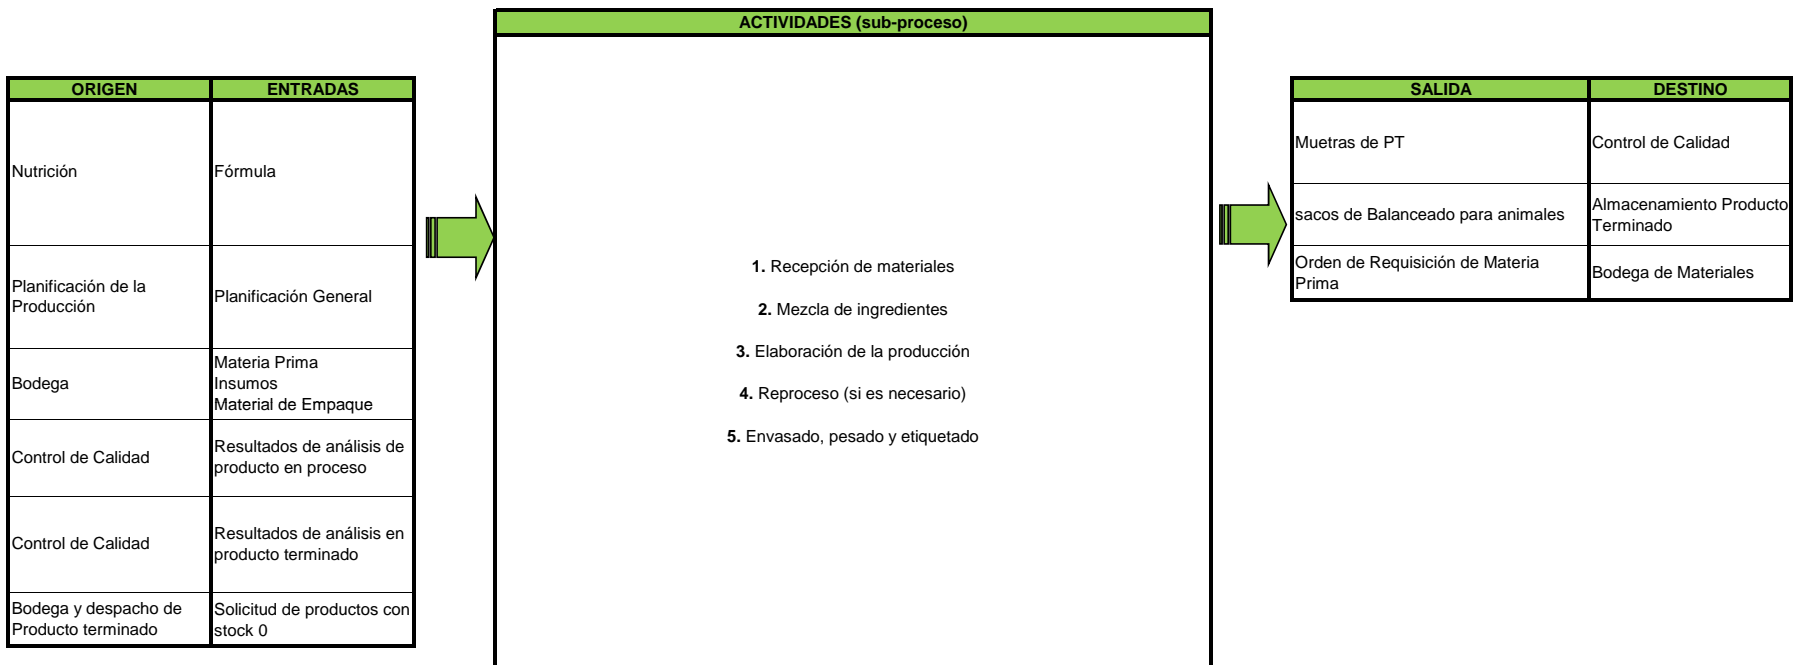 ACTIVIDADES (sub-proceso)
ORIGEN
ENTRADAS
Nutrición
Fórmula
Planificación de la
Producción
Planificación General
Bodega
Materia Prima
Insumos
Material de Empaque
Control de Calidad
Resultados de análisis de
producto en proceso
Control de Calidad
Resultados de análisis en
producto terminado
Bodega y despacho de
Producto terminado
Solicitud de productos con
stock 0
1. Recepción de materiales
2. Mezcla de ingredientes
3. Elaboración de la producción
4. Reproceso (si es necesario)
5. Envasado, pesado y etiquetado
SALIDA
DESTINO
Muetras de PT
Control de Calidad
sacos de Balanceado para animales
Almacenamiento Producto
Terminado
Orden de Requisición de Materia
Prima
Bodega de Materiales